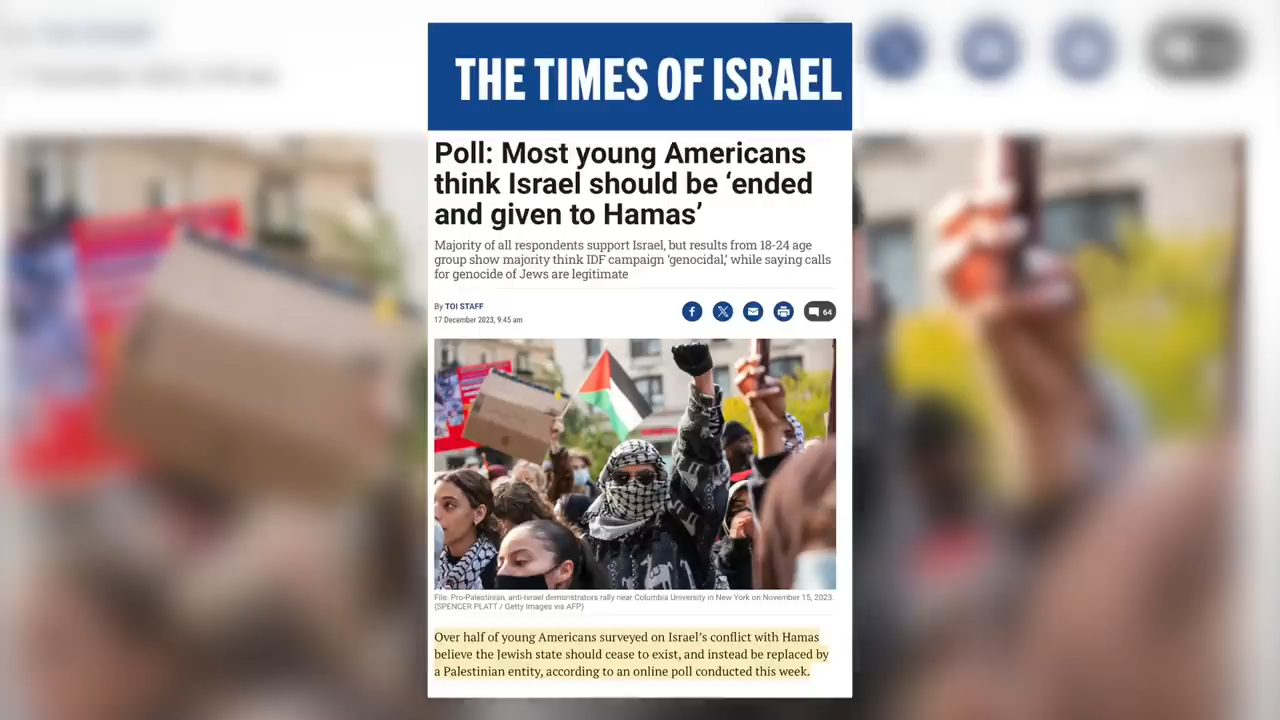 THE TIMES OF ISRAEL
Poll: Most young Americans
think Israel should be ‘ended
and given to Hamas’
Majority of all respondents support Israel, but results from 18-24 age
group show majority think IDF campaign ‘genocidal,’ while saying calls
for genocide of Jews are legitimate
By TOI STAFF
17 December 2023, 9:45 am
64
File: Pro-Palestinian, anti-Israel demonstrators rally near Columbia University in New York on November 15, 2023.
(SPENCER PLATT / Getty Images via AFP)
Over half of young Americans surveyed on Israel’s conflict with Hamas
believe the Jewish state should cease to exist, and instead be replaced by
a Palestinian entity, according to an online poll conducted this week.